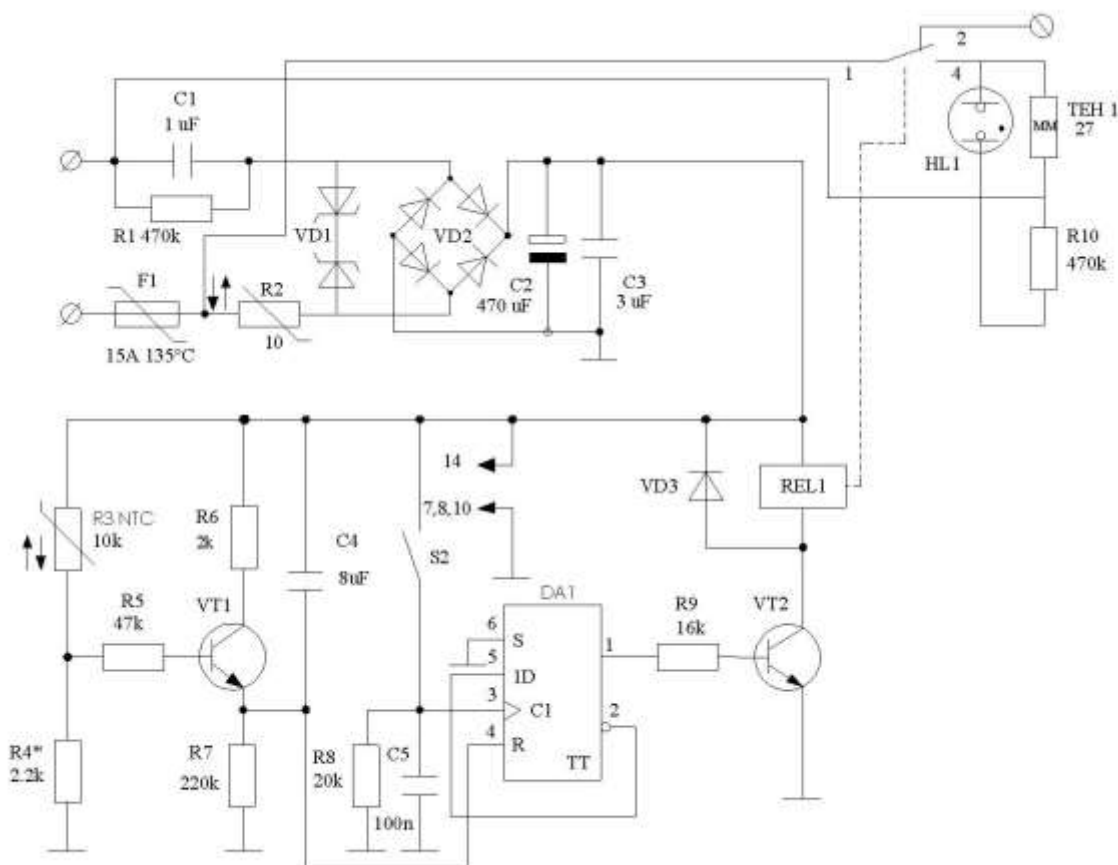 2
C1
1 uF
1
4
TEH 1
27
MM
HL1
R1 470k
VD1
VD2
C2
470 uF
C3
3 uF
R10
470k
F1
R2
10
15A 135°C
14
VD3
REL1
7,8,10
R3 NTC
10k
R6
2k
C4
8uF
S2
DA1
R5
47k
VT1
6
S
5
1D
3
C1
4
R
1
2
TT
R9
16k
VT2
R4*
2.2k
R7
220k
R8
20k
C5
100n